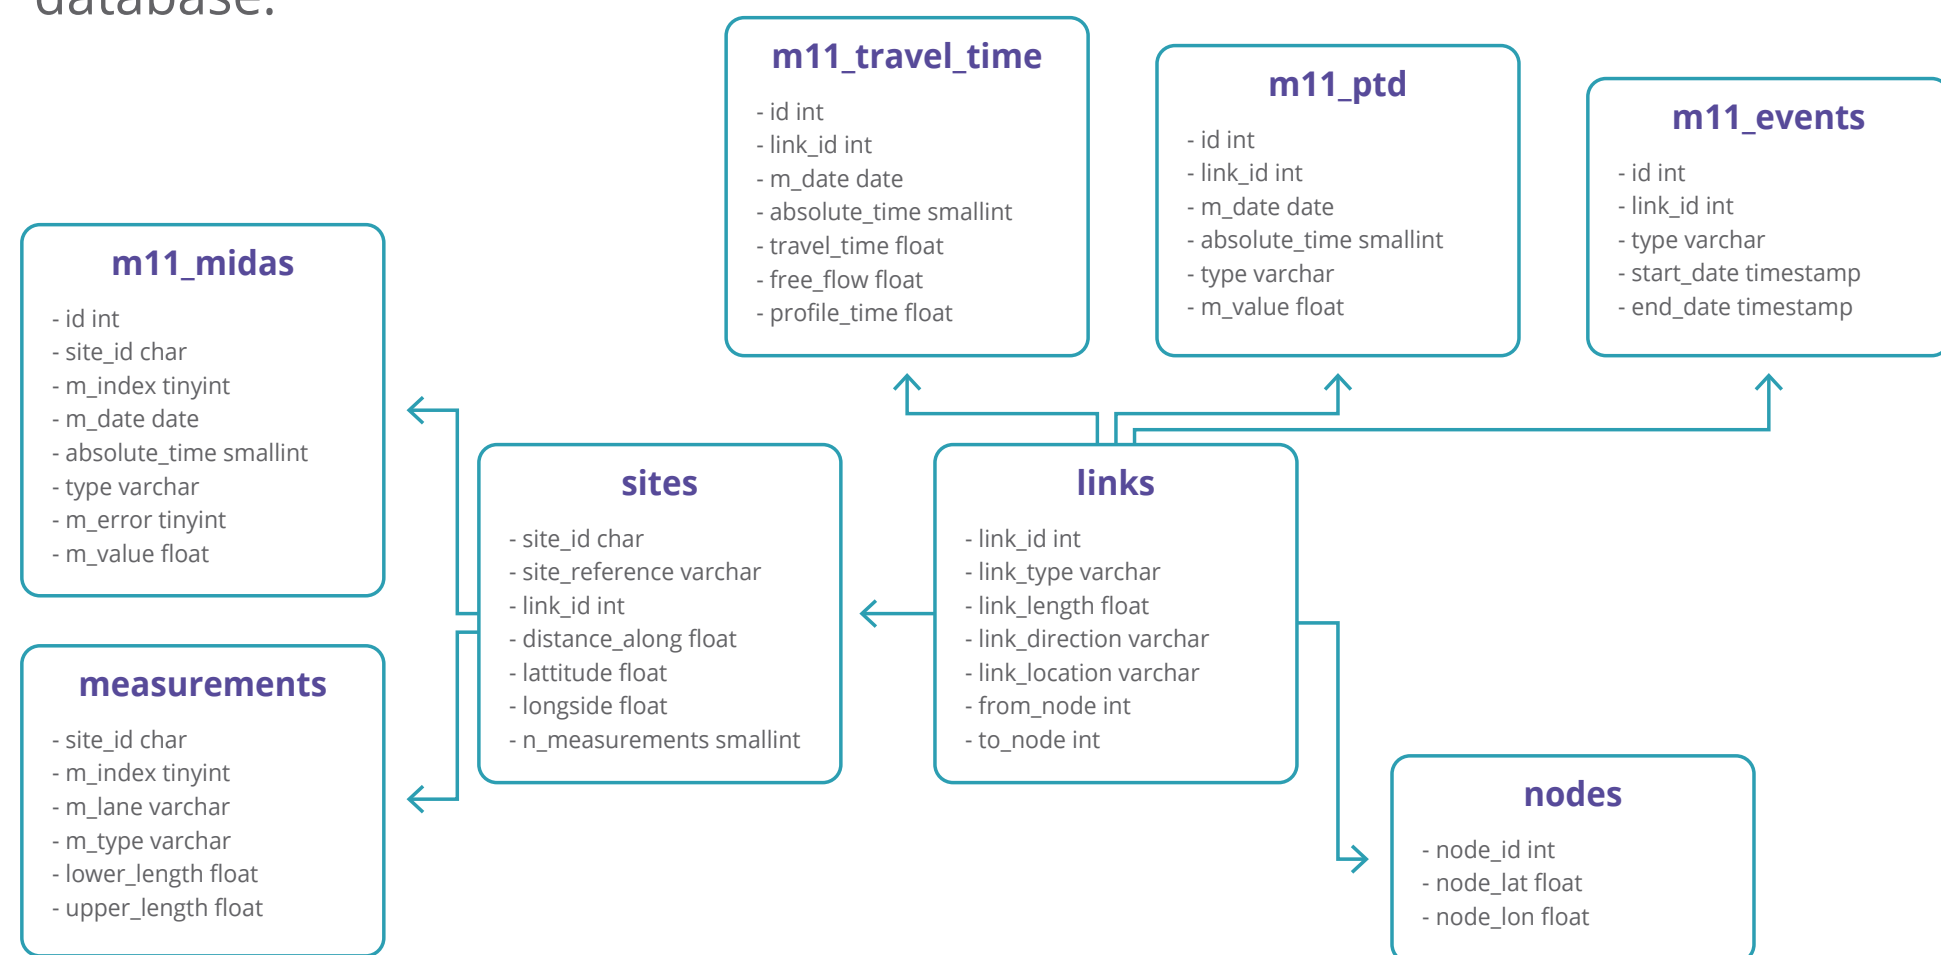 database.
m11_travel_time
- id int
- link_id int
- m_date date
- absolute_time smallint
- travel_time float
- free_flow float
- profile_time float
m11_ptd
- id int
- link_id int
- m_date date
- absolute_time smallint
- type varchar
- m_value float
m11_events
- id int
- link_id int
- type varchar
- start_date timestamp
- end_date timestamp
m11_midas
- id int
- site_id char
- m_index tinyint
- m_date date
- absolute_time smallint
- type varchar
- m_error tinyint
- m_value float
sites
- site_id char
- site_reference varchar
- link_id int
- distance_along float
- lattitude float
- longside float
- n_measurements smallint
links
- link_id int
- link_type varchar
- link_length float
- link_direction varchar
- link_location varchar
- from_node int
- to_node int
measurements
- site_id char
- m_index tinyint
- m_lane varchar
- m_type varchar
- lower_length float
- upper_length float
nodes
- node_id int
- node_lat float
- node_lon float